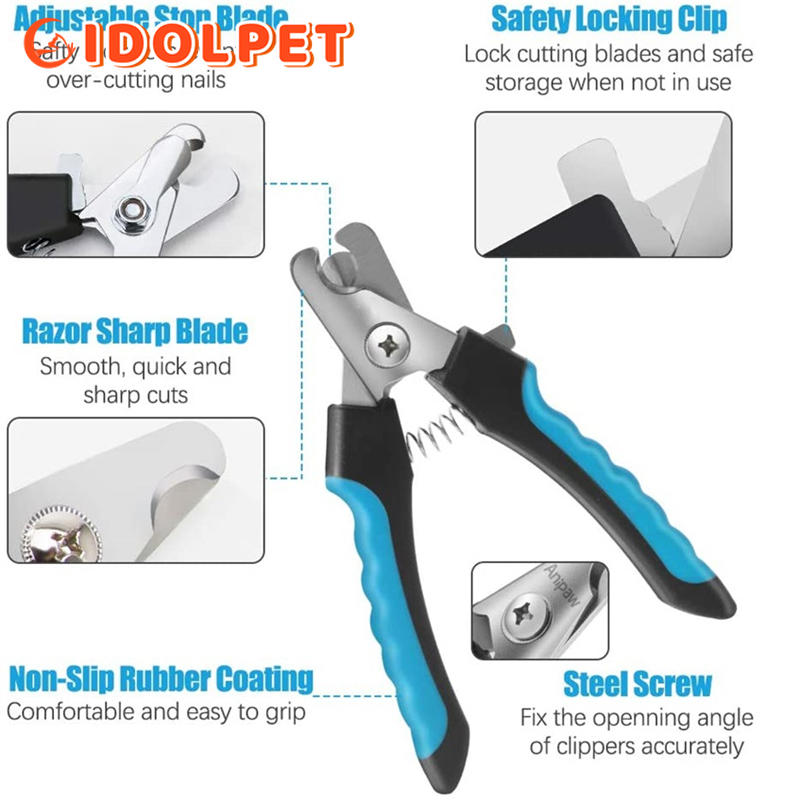 Adjustable Stop Blade
IDOLPET
over-cutting nails
Safety Locking Clip
Lock cutting blades and safe
storage when not in use
Razor Sharp Blade
Smooth, quick and
sharp cuts
Anipaw
Non-Slip Rubber Coating
Comfortable and easy to grip
Steel Screw
Fix the openning angle
of clippers accurately